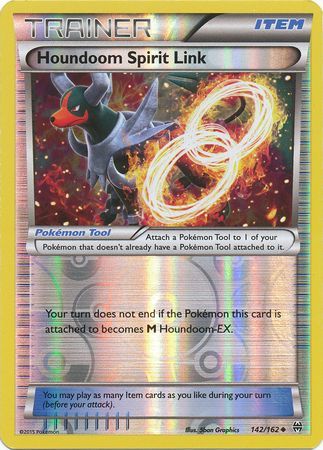 TRAINER ITEM
Houndoom Spirit Link
Pokémon Tool
Attach a Pokémon Tool to 1 of your
Pokémon that doesn't already have a Pokémon Tool attached to it.
Your turn does not end if the Pokémon this card is
attached to becomes M Houndoom-EX.
You may play as many Item cards as you like during your turn
(before your attack).
©2015 Pokémon Illus. 5ban Graphics 142/162